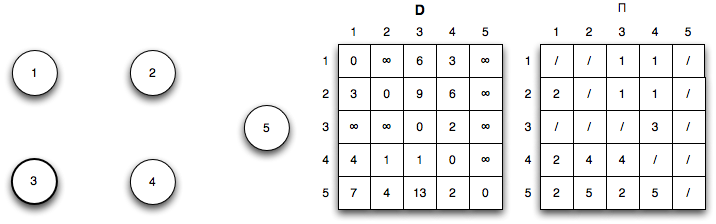 D
Π
1 2 3 4 5
1 2 3 4 5
1 0 ∞ 6 3 ∞
1 / / 1 1 /
1
2
2 3 0 9 6 ∞
2 2 / 1 1 /
5
3 ∞ ∞ 0 2 ∞
3 / / / 3 /
3
4
4 4 1 1 0 ∞
4 2 4 4 / /
5 7 4 13 2 0
5 2 5 2 5 /